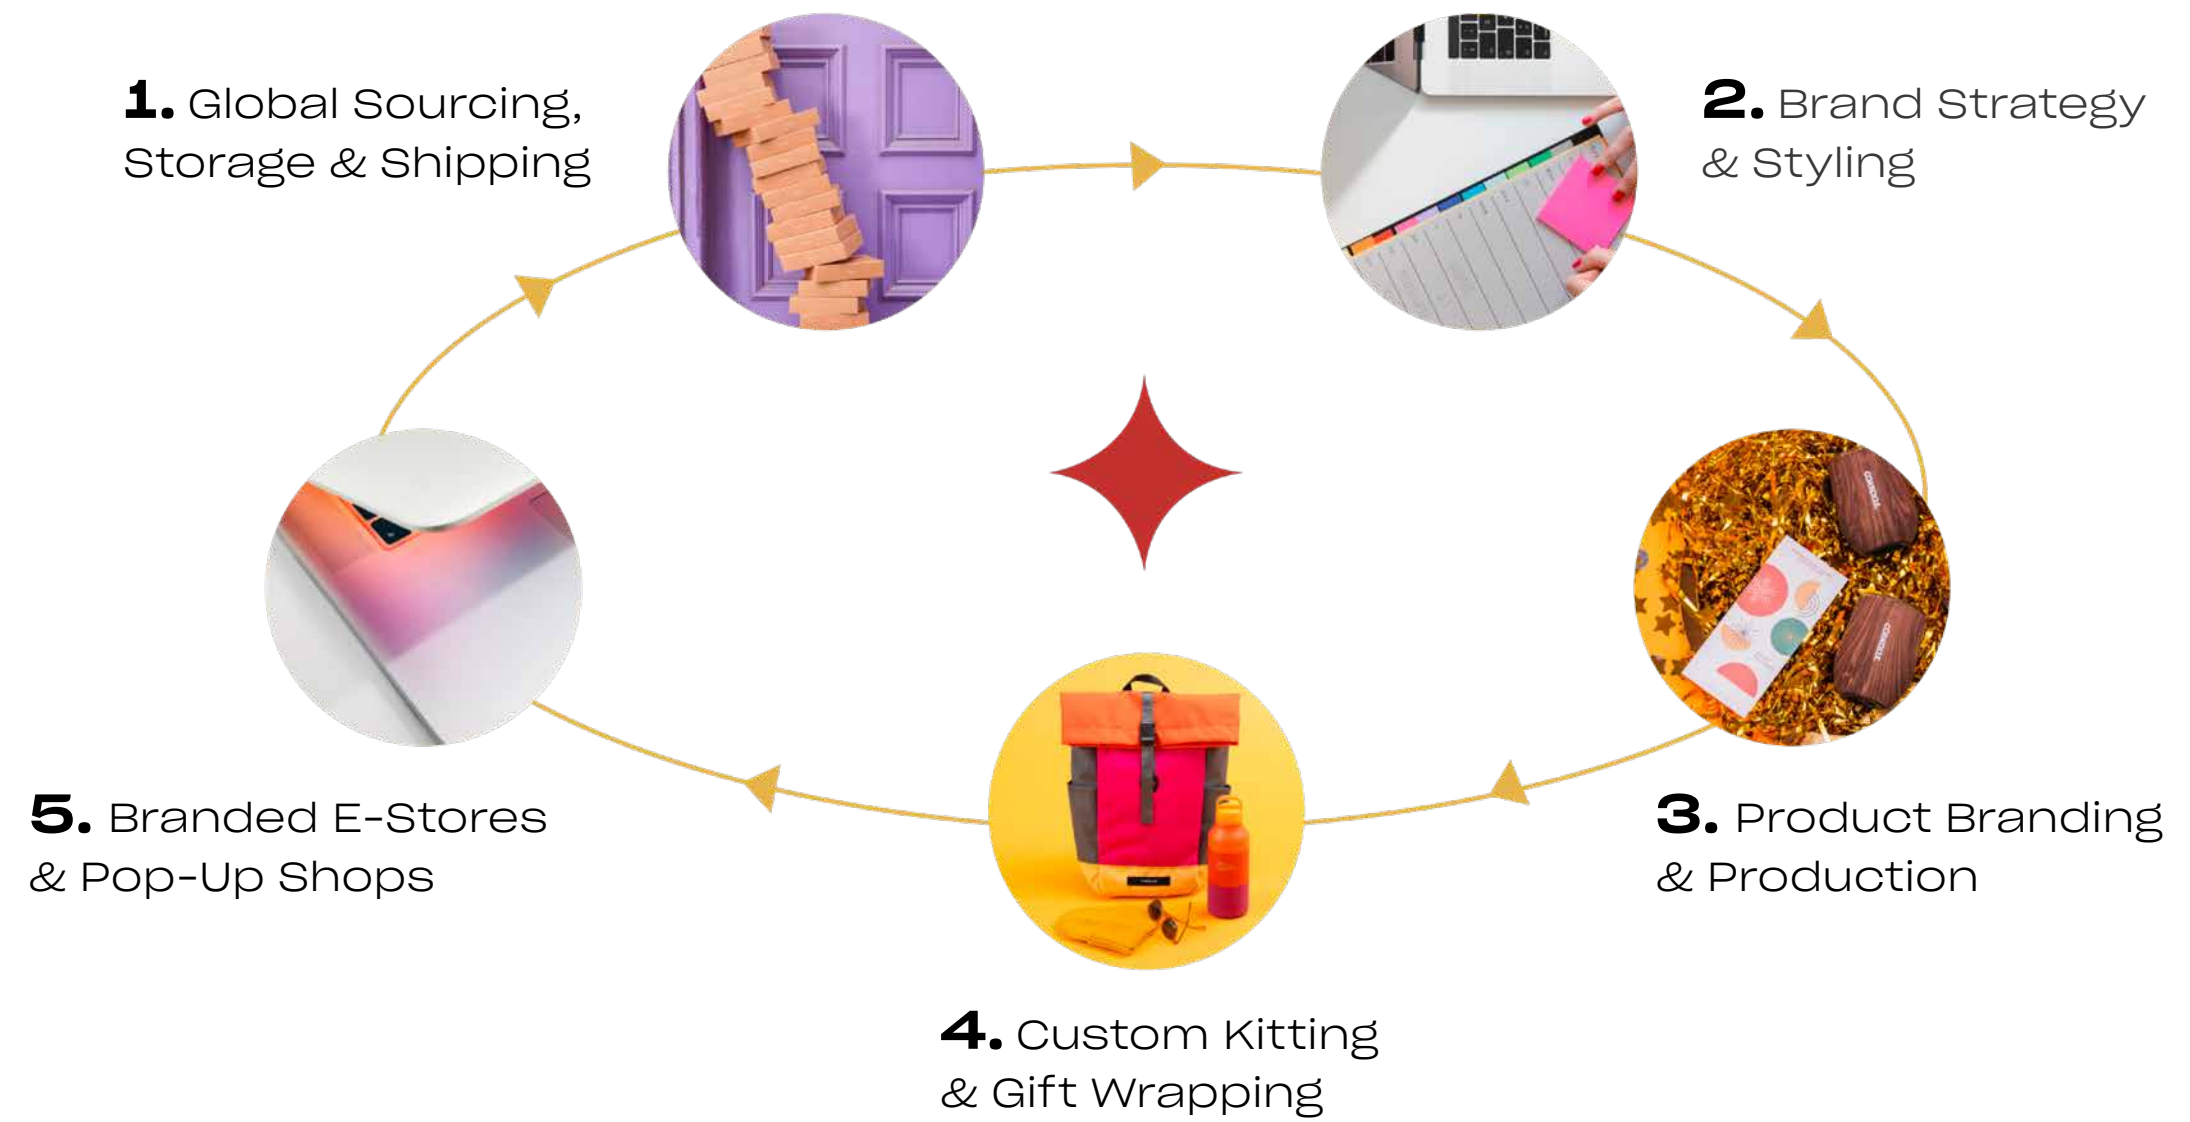 1. Global Sourcing,
Storage & Shipping
2. Brand Strategy
& Styling
3. Product Branding
& Production
4. Custom Kitting
& Gift Wrapping
5. Branded E-Stores
& Pop-Up Shops